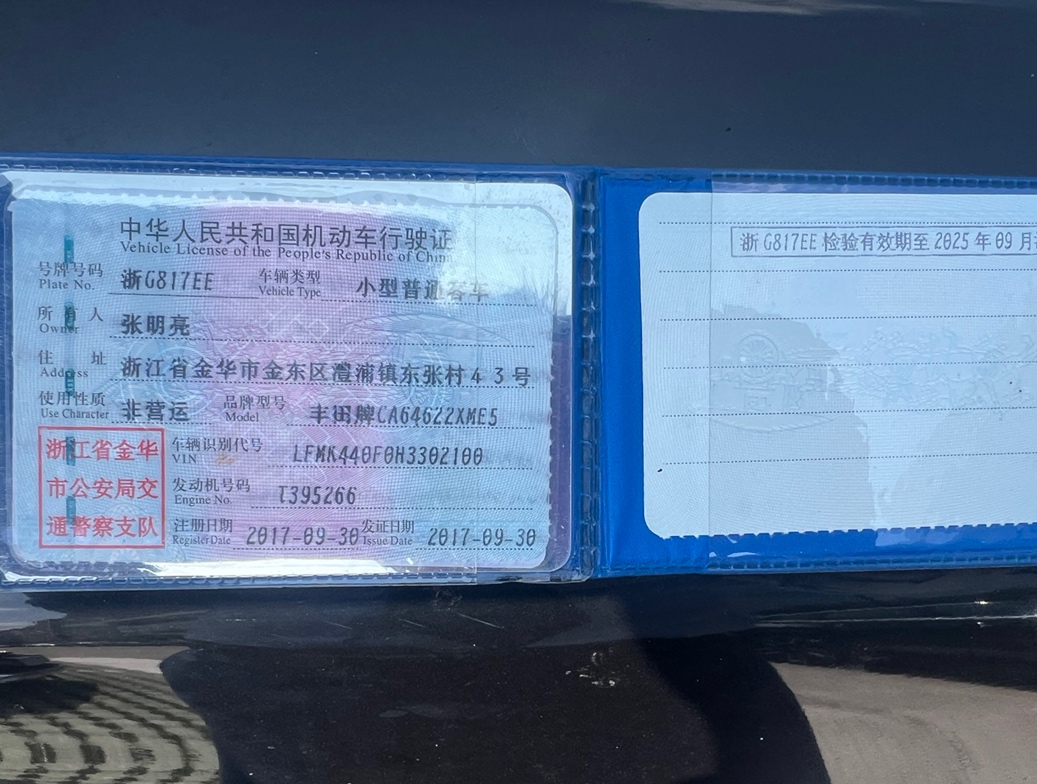 中华人民共和国机动车行驶证
Vehicle License of the People's Republic of China
号牌号码 浙G817EE 车辆类型 小型普通客车
Plate No. Vehicle Type
所有人 张明亮
Owner
住址 浙江省金华市金东区澧浦镇东张村43号
Address
使用性质 非营运 品牌型号 丰田牌CA64622XME5
Use Character Model
浙江省金华
市公安局交
通警察支队
车辆识别代号 LFMK440F0H3302100
VIN
发动机号码 T395266
Engine No.
注册日期 2017-09-30 发证日期 2017-09-30
Register Date Issue Date
浙G817EE检验有效期至2025年09月